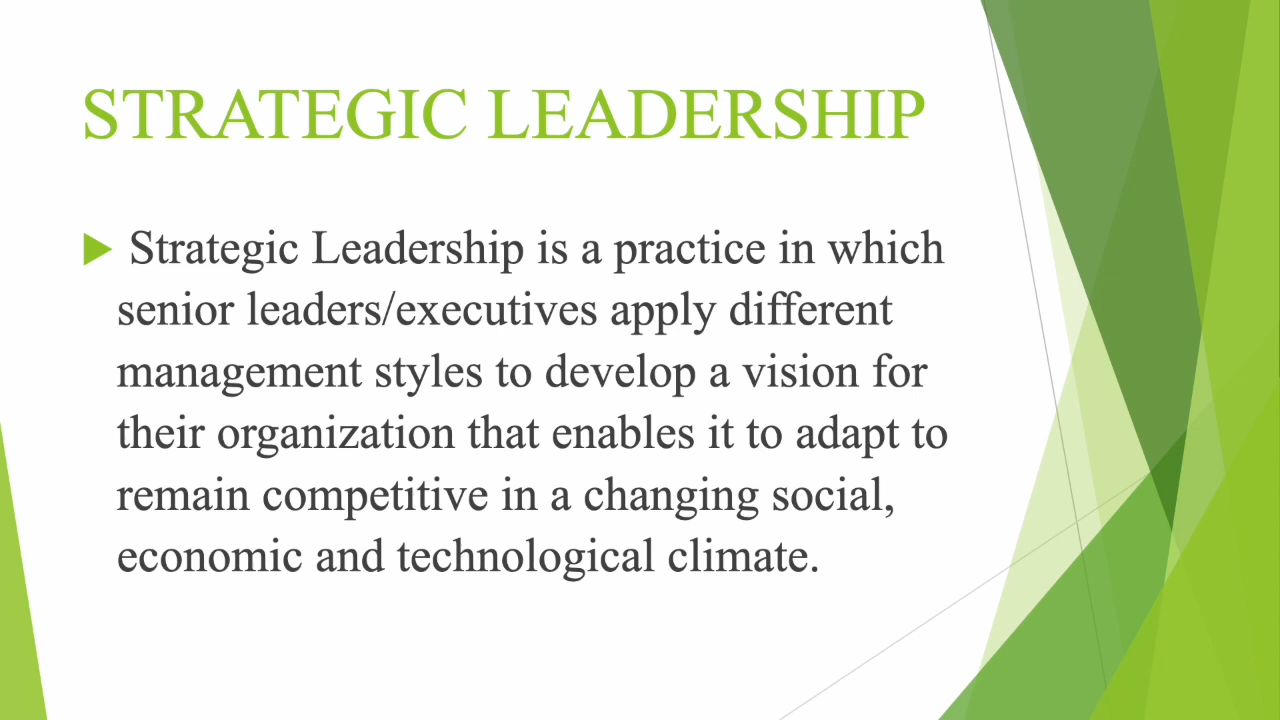 STRATEGIC LEADERSHIP
Strategic Leadership is a practice in which
senior leaders/executives apply different
management styles to develop a vision for
their organization that enables it to adapt to
remain competitive in a changing social,
economic and technological climate.